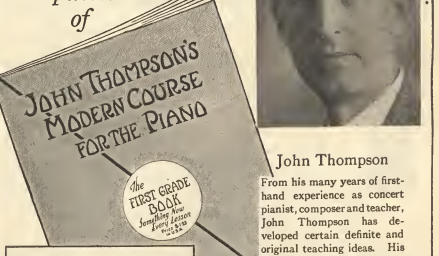 of
JOHN THOMPSON'S
MODERN COURSE
FOR THE PIANO
The
FIRST GRADE
BOOK
Something New
Every Lesson
John Thompson
From his many years of first-
hand experience as concert
pianist, composer and teacher,
John Thompson has de-
veloped certain definite and
original teaching ideas. His